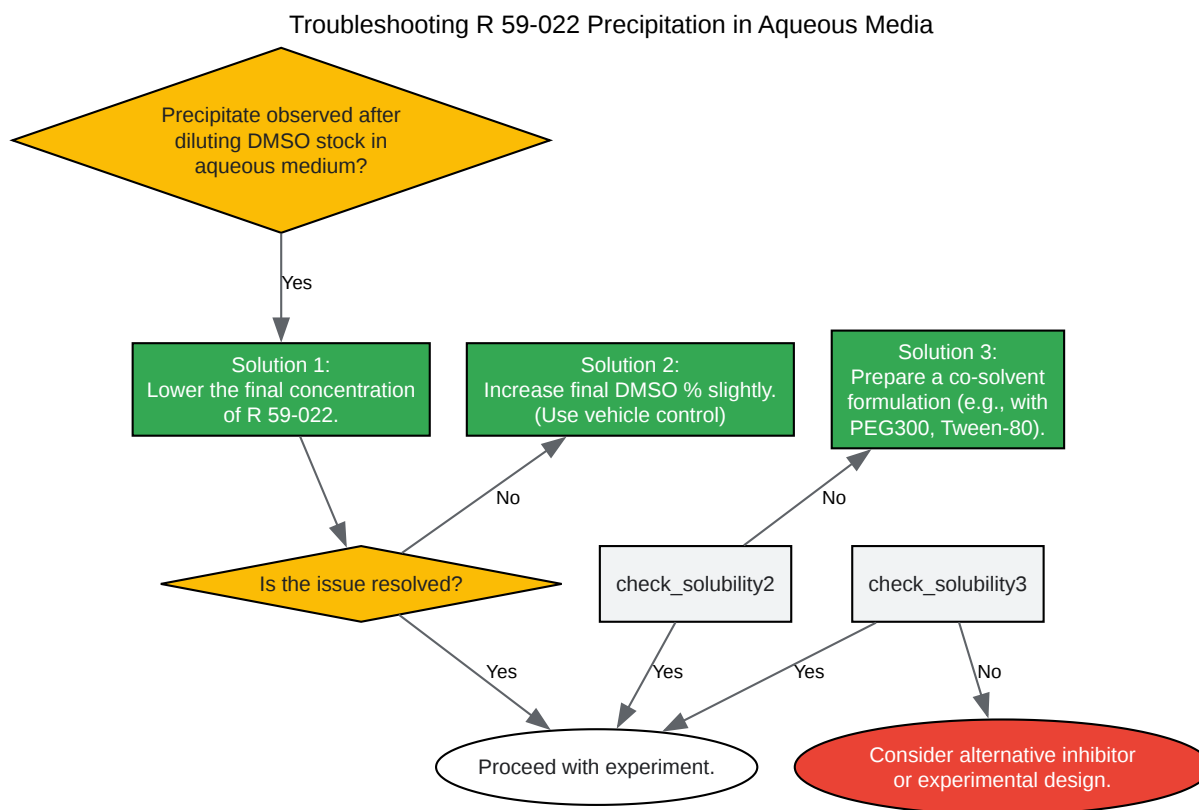 Troubleshooting R 59-022 Precipitation in Aqueous Media
Precipitate observed after
diluting DMSO stock in
aqueous medium?
Yes
Solution 1:
Lower the final concentration
of R 59-022.
Solution 2:
Increase final DMSO % slightly.
(Use vehicle control)
Solution 3:
Prepare a co-solvent
formulation (e.g., with
PEG300, Tween-80).
No
No
Is the issue resolved?
check_solubility2
check_solubility3
Yes
Yes
Yes
No
Proceed with experiment.
Consider alternative inhibitor
or experimental design.